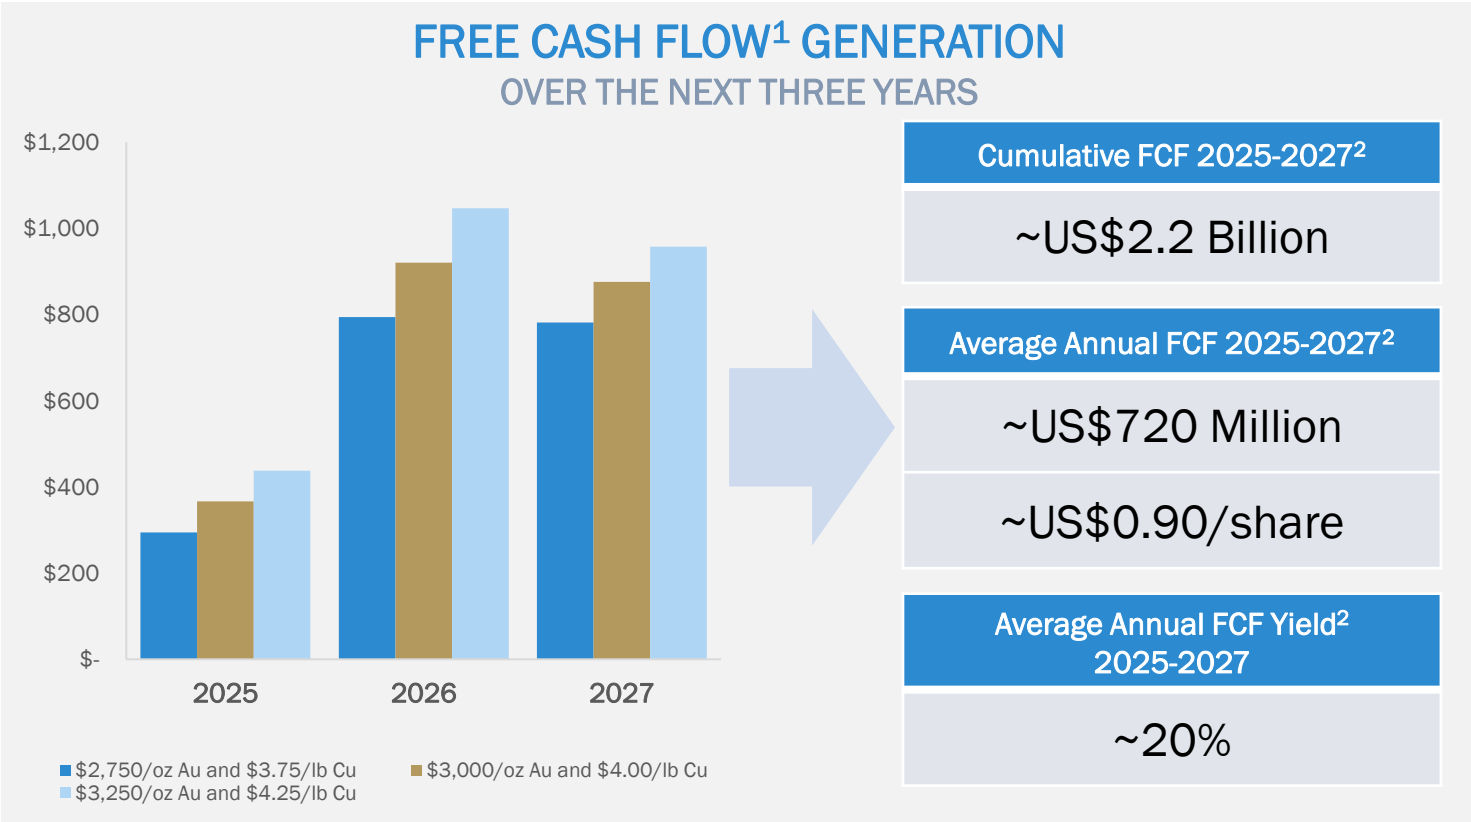 FREE CASH FLOW¹ GENERATION
OVER THE NEXT THREE YEARS
$1,200
$1,000
$800
$600
$400
$200
$-
2025
2026
2027
$2,750/oz Au and $3.75/lb Cu
$3,000/oz Au and $4.00/lb Cu
$3,250/oz Au and $4.25/lb Cu
Cumulative FCF 2025-2027²
~US$2.2 Billion
Average Annual FCF 2025-2027²
~US$720 Million
~US$0.90/share
Average Annual FCF Yield²
2025-2027
~20%